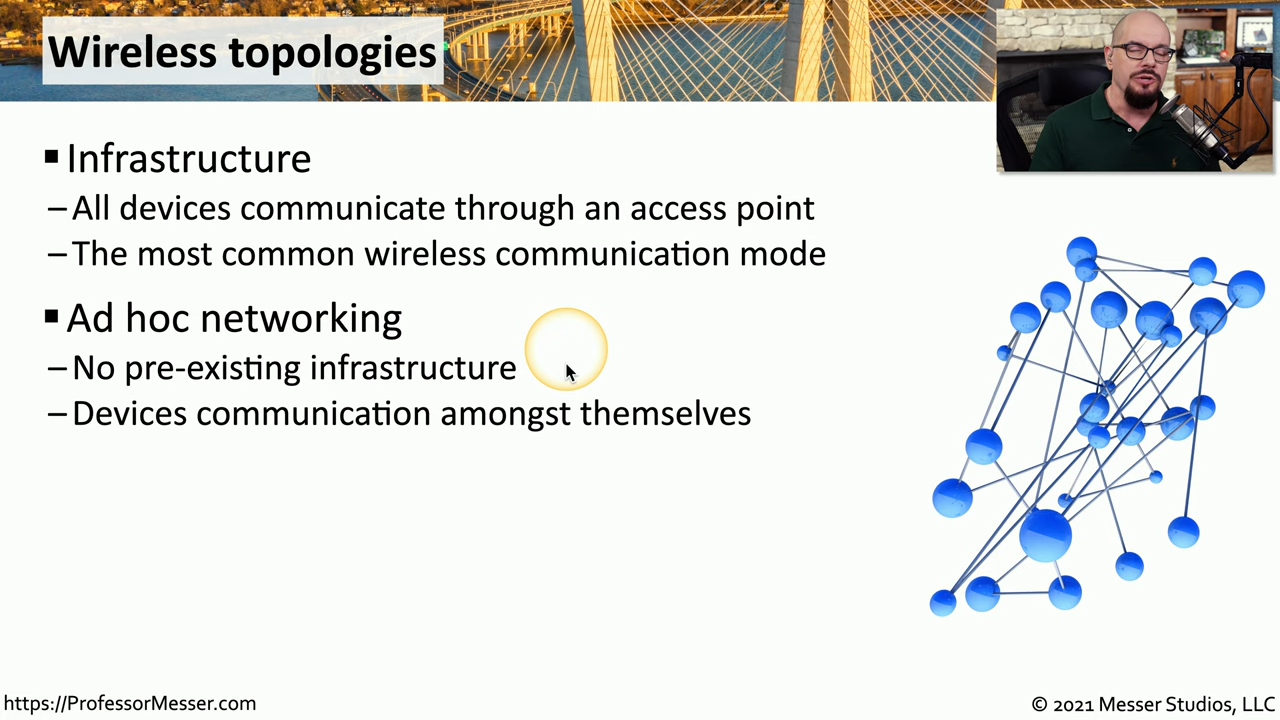 Wireless topologies
▪ Infrastructure
– All devices communicate through an access point
– The most common wireless communication mode
▪ Ad hoc networking
– No pre-existing infrastructure
– Devices communication amongst themselves
https://ProfessorMesser.com
© 2021 Messer Studios, LLC